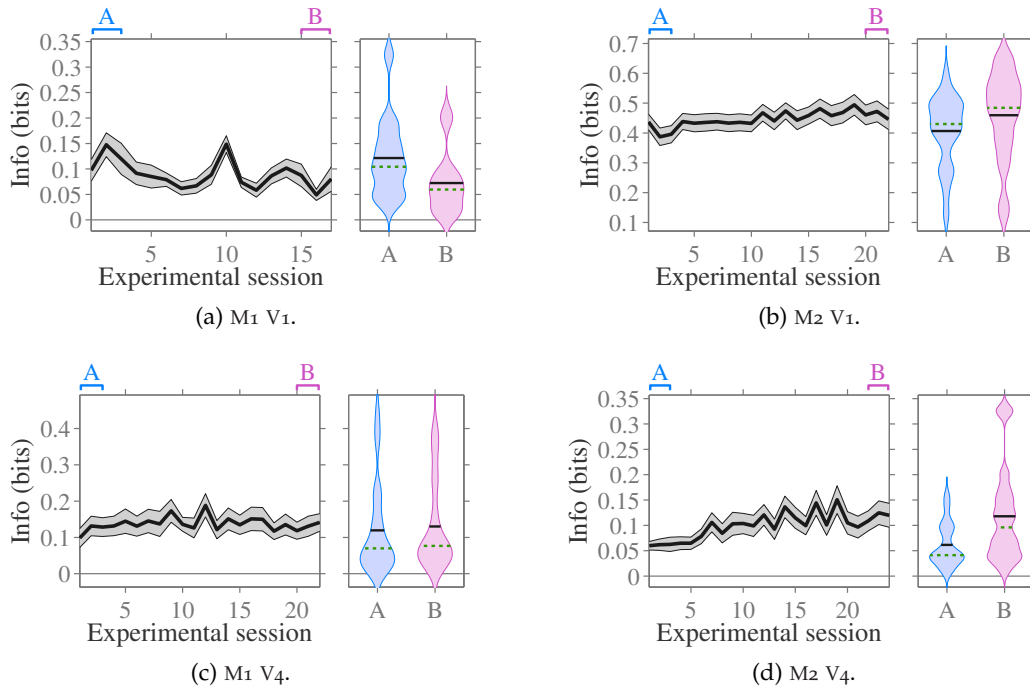 A B
0.35
0.3
0.25
0.2
0.15
0.1
0.05
0
Info (bits)
5 10 15
Experimental session
A B
(a) M1 V1.
A B
0.7
0.6
0.5
0.4
0.3
0.2
0.1
Info (bits)
5 10 15 20
Experimental session
A B
(b) M2 V1.
A B
0.4
0.3
0.2
0.1
0
Info (bits)
5 10 15 20
Experimental session
A B
(c) M1 V4.
A B
0.35
0.3
0.25
0.2
0.15
0.1
0.05
0
Info (bits)
5 10 15 20
Experimental session
A B
(d) M2 V4.